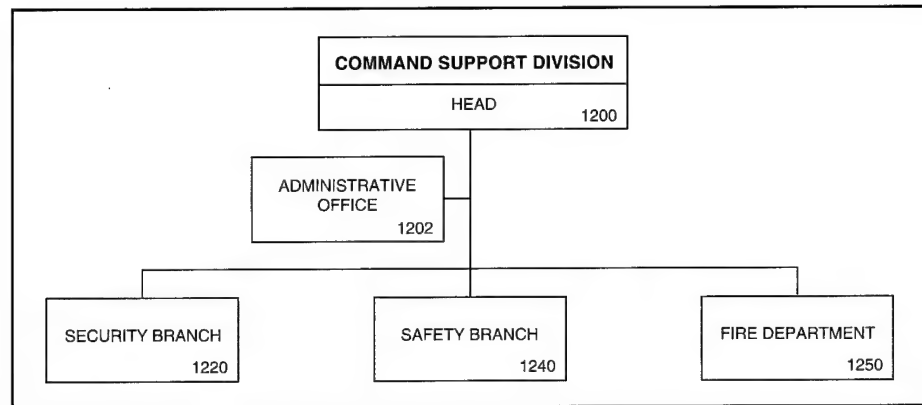 COMMAND SUPPORT DIVISION
HEAD
1200
ADMINISTRATIVE
OFFICE
1202
SECURITY BRANCH
1220
SAFETY BRANCH
1240
FIRE DEPARTMENT
1250